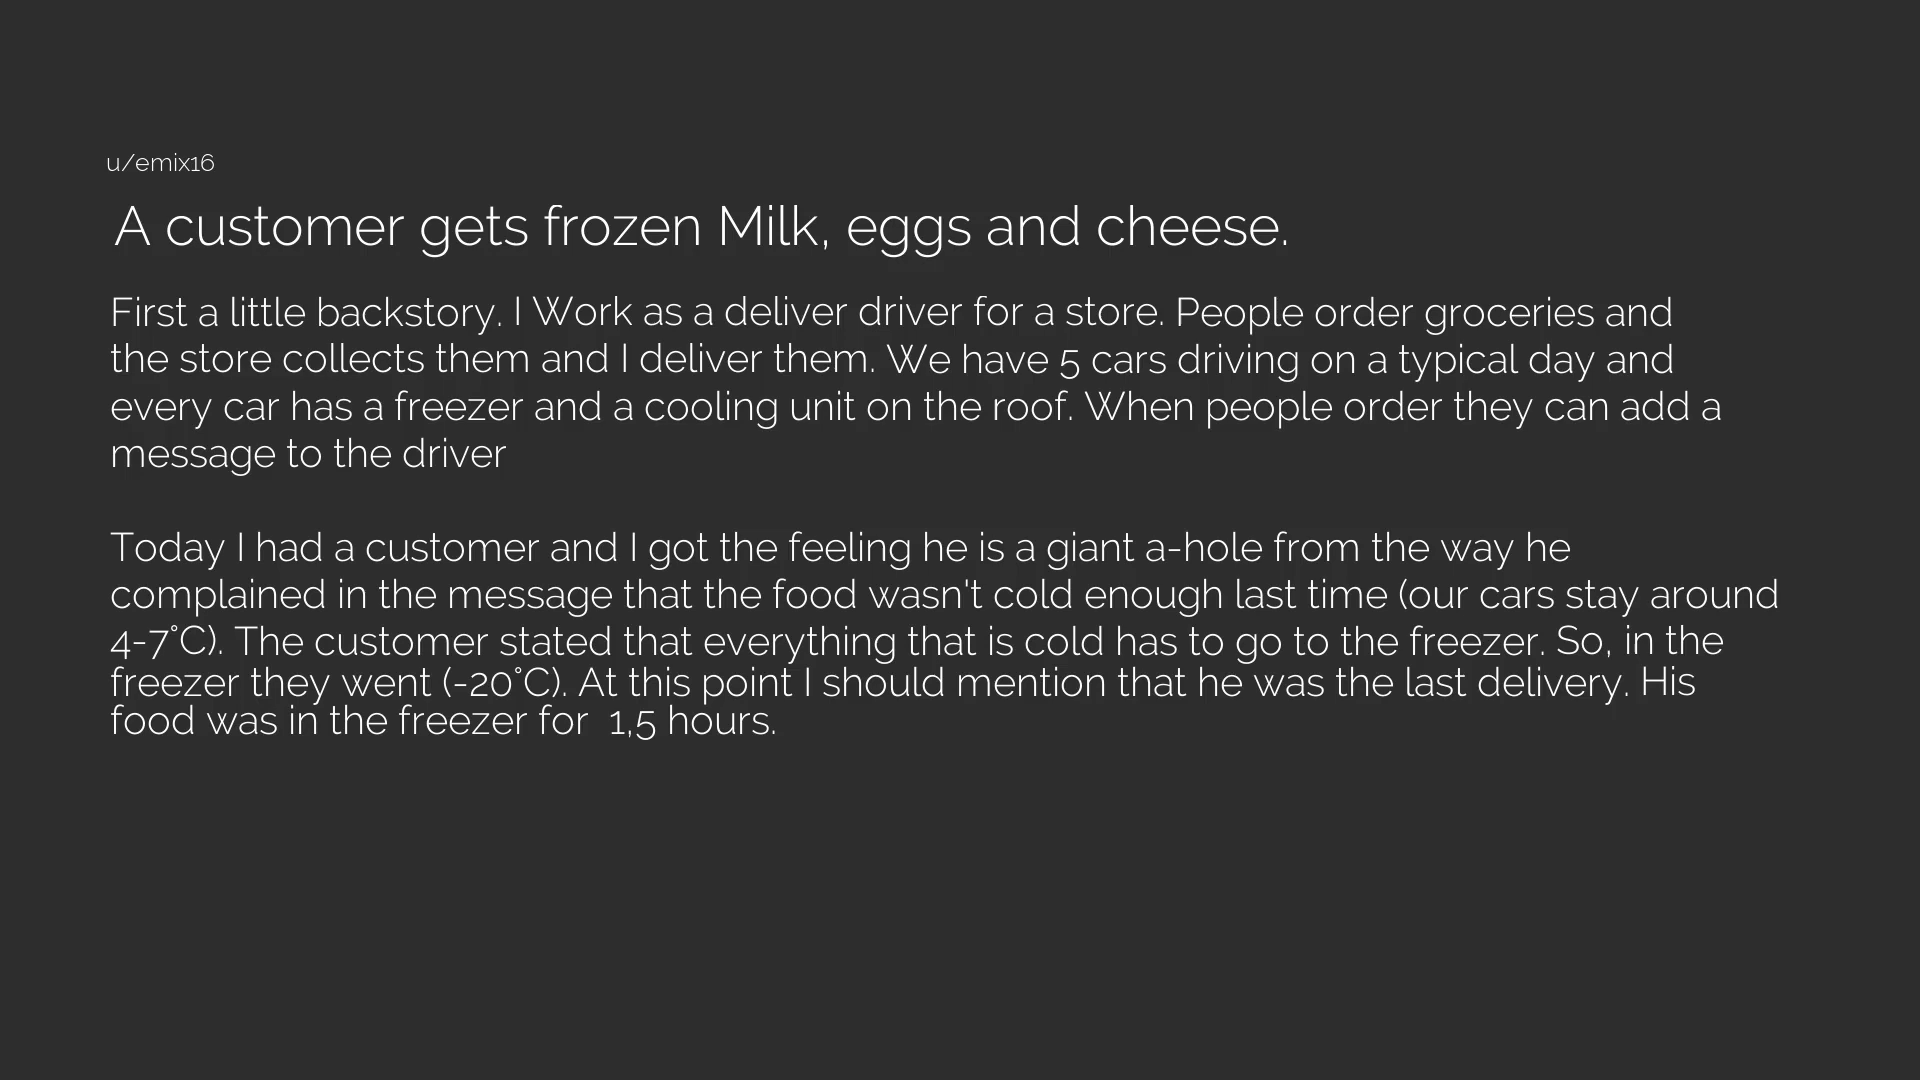 u/emix16
A customer gets frozen Milk, eggs and cheese.
First a little backstory. I Work as a deliver driver for a store. People order groceries and
the store collects them and I deliver them. We have 5 cars driving on a typical day and
every car has a freezer and a cooling unit on the roof. When people order they can add a
message to the driver
Today I had a customer and I got the feeling he is a giant a-hole from the way he
complained in the message that the food wasn't cold enough last time (our cars stay around
4-7°C). The customer stated that everything that is cold has to go to the freezer. So, in the
freezer they went (-20°C). At this point I should mention that he was the last delivery. His
food was in the freezer for  1,5 hours.